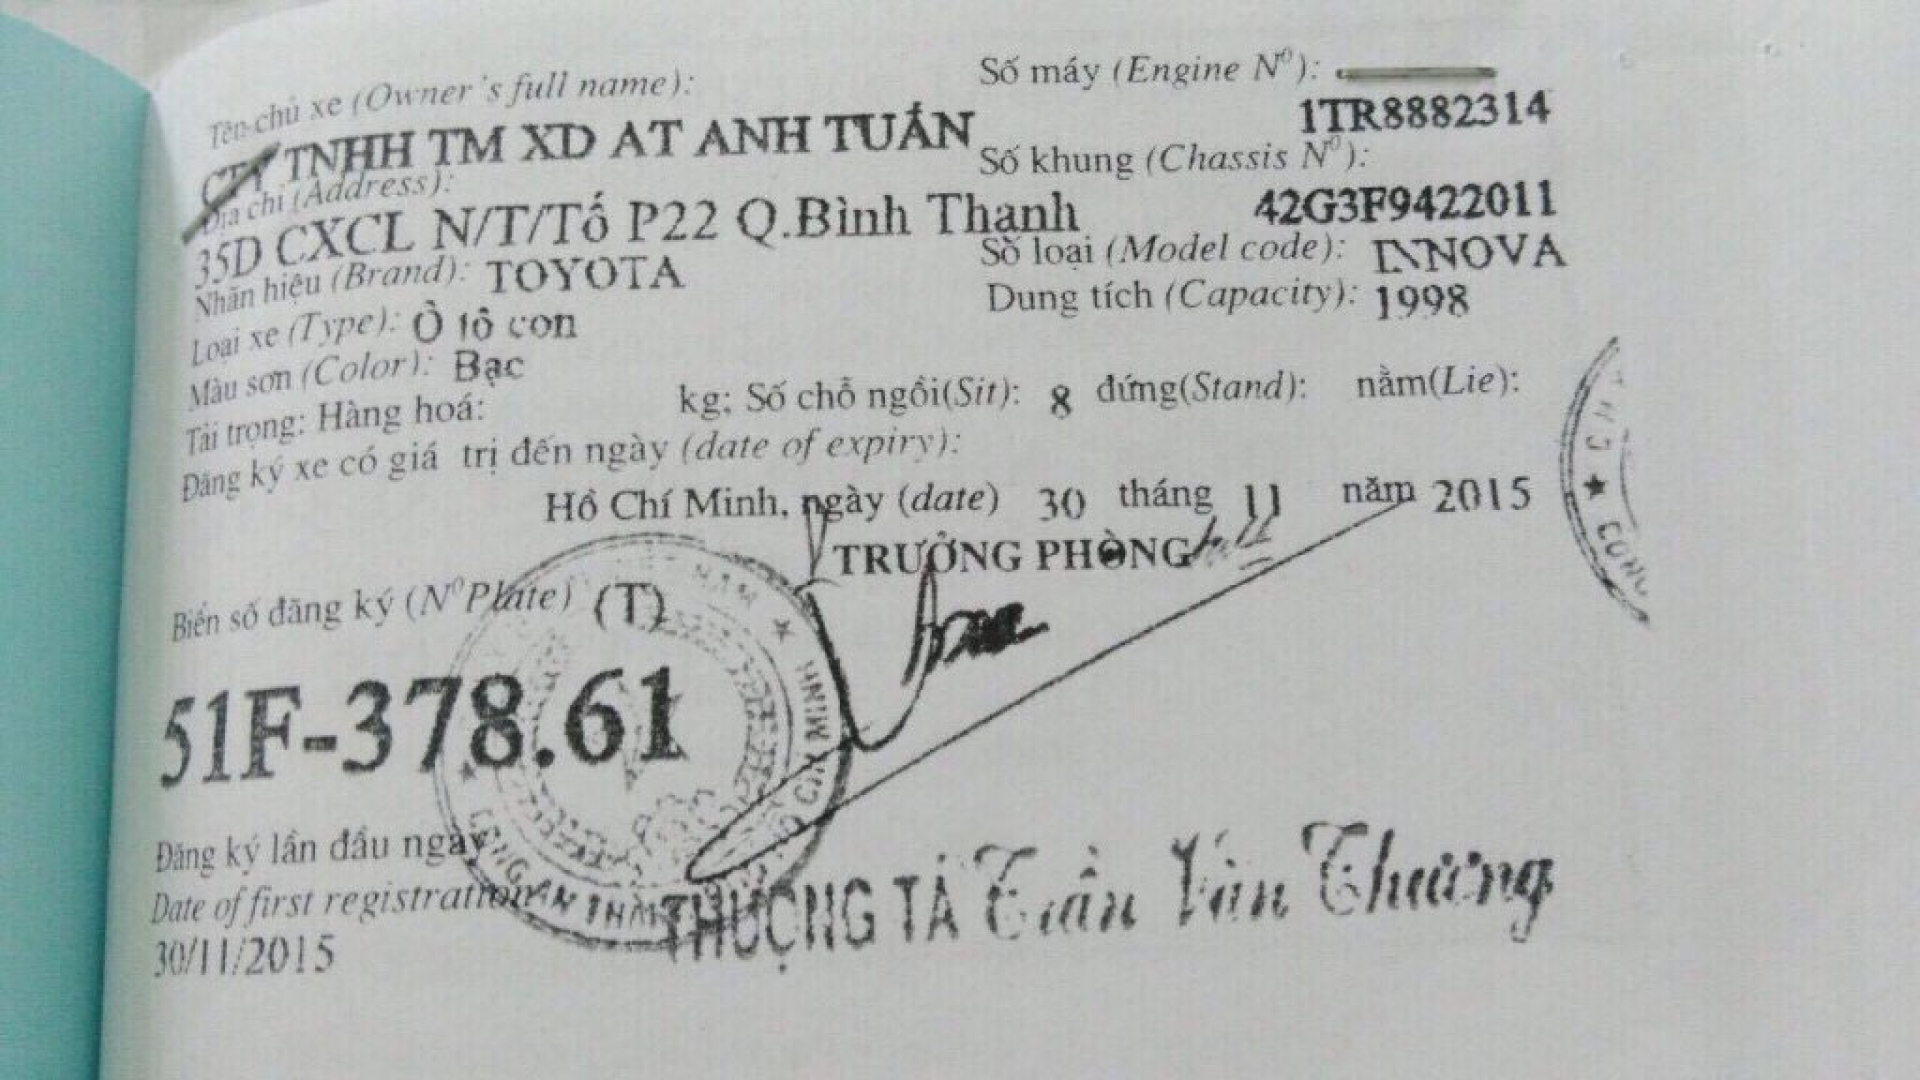 Tên chủ xe (Owner's full name):
CTY TNHH TM XD AT ANH TUẤN
Địa chỉ (Address):
35D CXCL N/T/Tố P22 Q.Bình Thạnh
Nhãn hiệu (Brand): TOYOTA
Loại xe (Type): Ô tô con
Màu sơn (Color): Bạc
Số máy (Engine Nº):
1TR8882314
Số khung (Chassis Nº):
42G3F9422011
Số loại (Model code): INNOVA
Dung tích (Capacity): 1998
Tải trọng: Hàng hoá: kg; Số chỗ ngồi(Sit): 8 đứng(Stand): nằm(Lie):
Đăng ký xe có giá trị đến ngày (date of expiry):
Hồ Chí Minh, ngày (date) 30 tháng 11 năm 2015
TRƯỞNG PHÒNG
Biển số đăng ký (NºPlate) (T)
51F-378.61
Đăng ký lần đầu ngày
Date of first registration
30/11/2015
THƯỢNG TÁ Trần Văn Thương